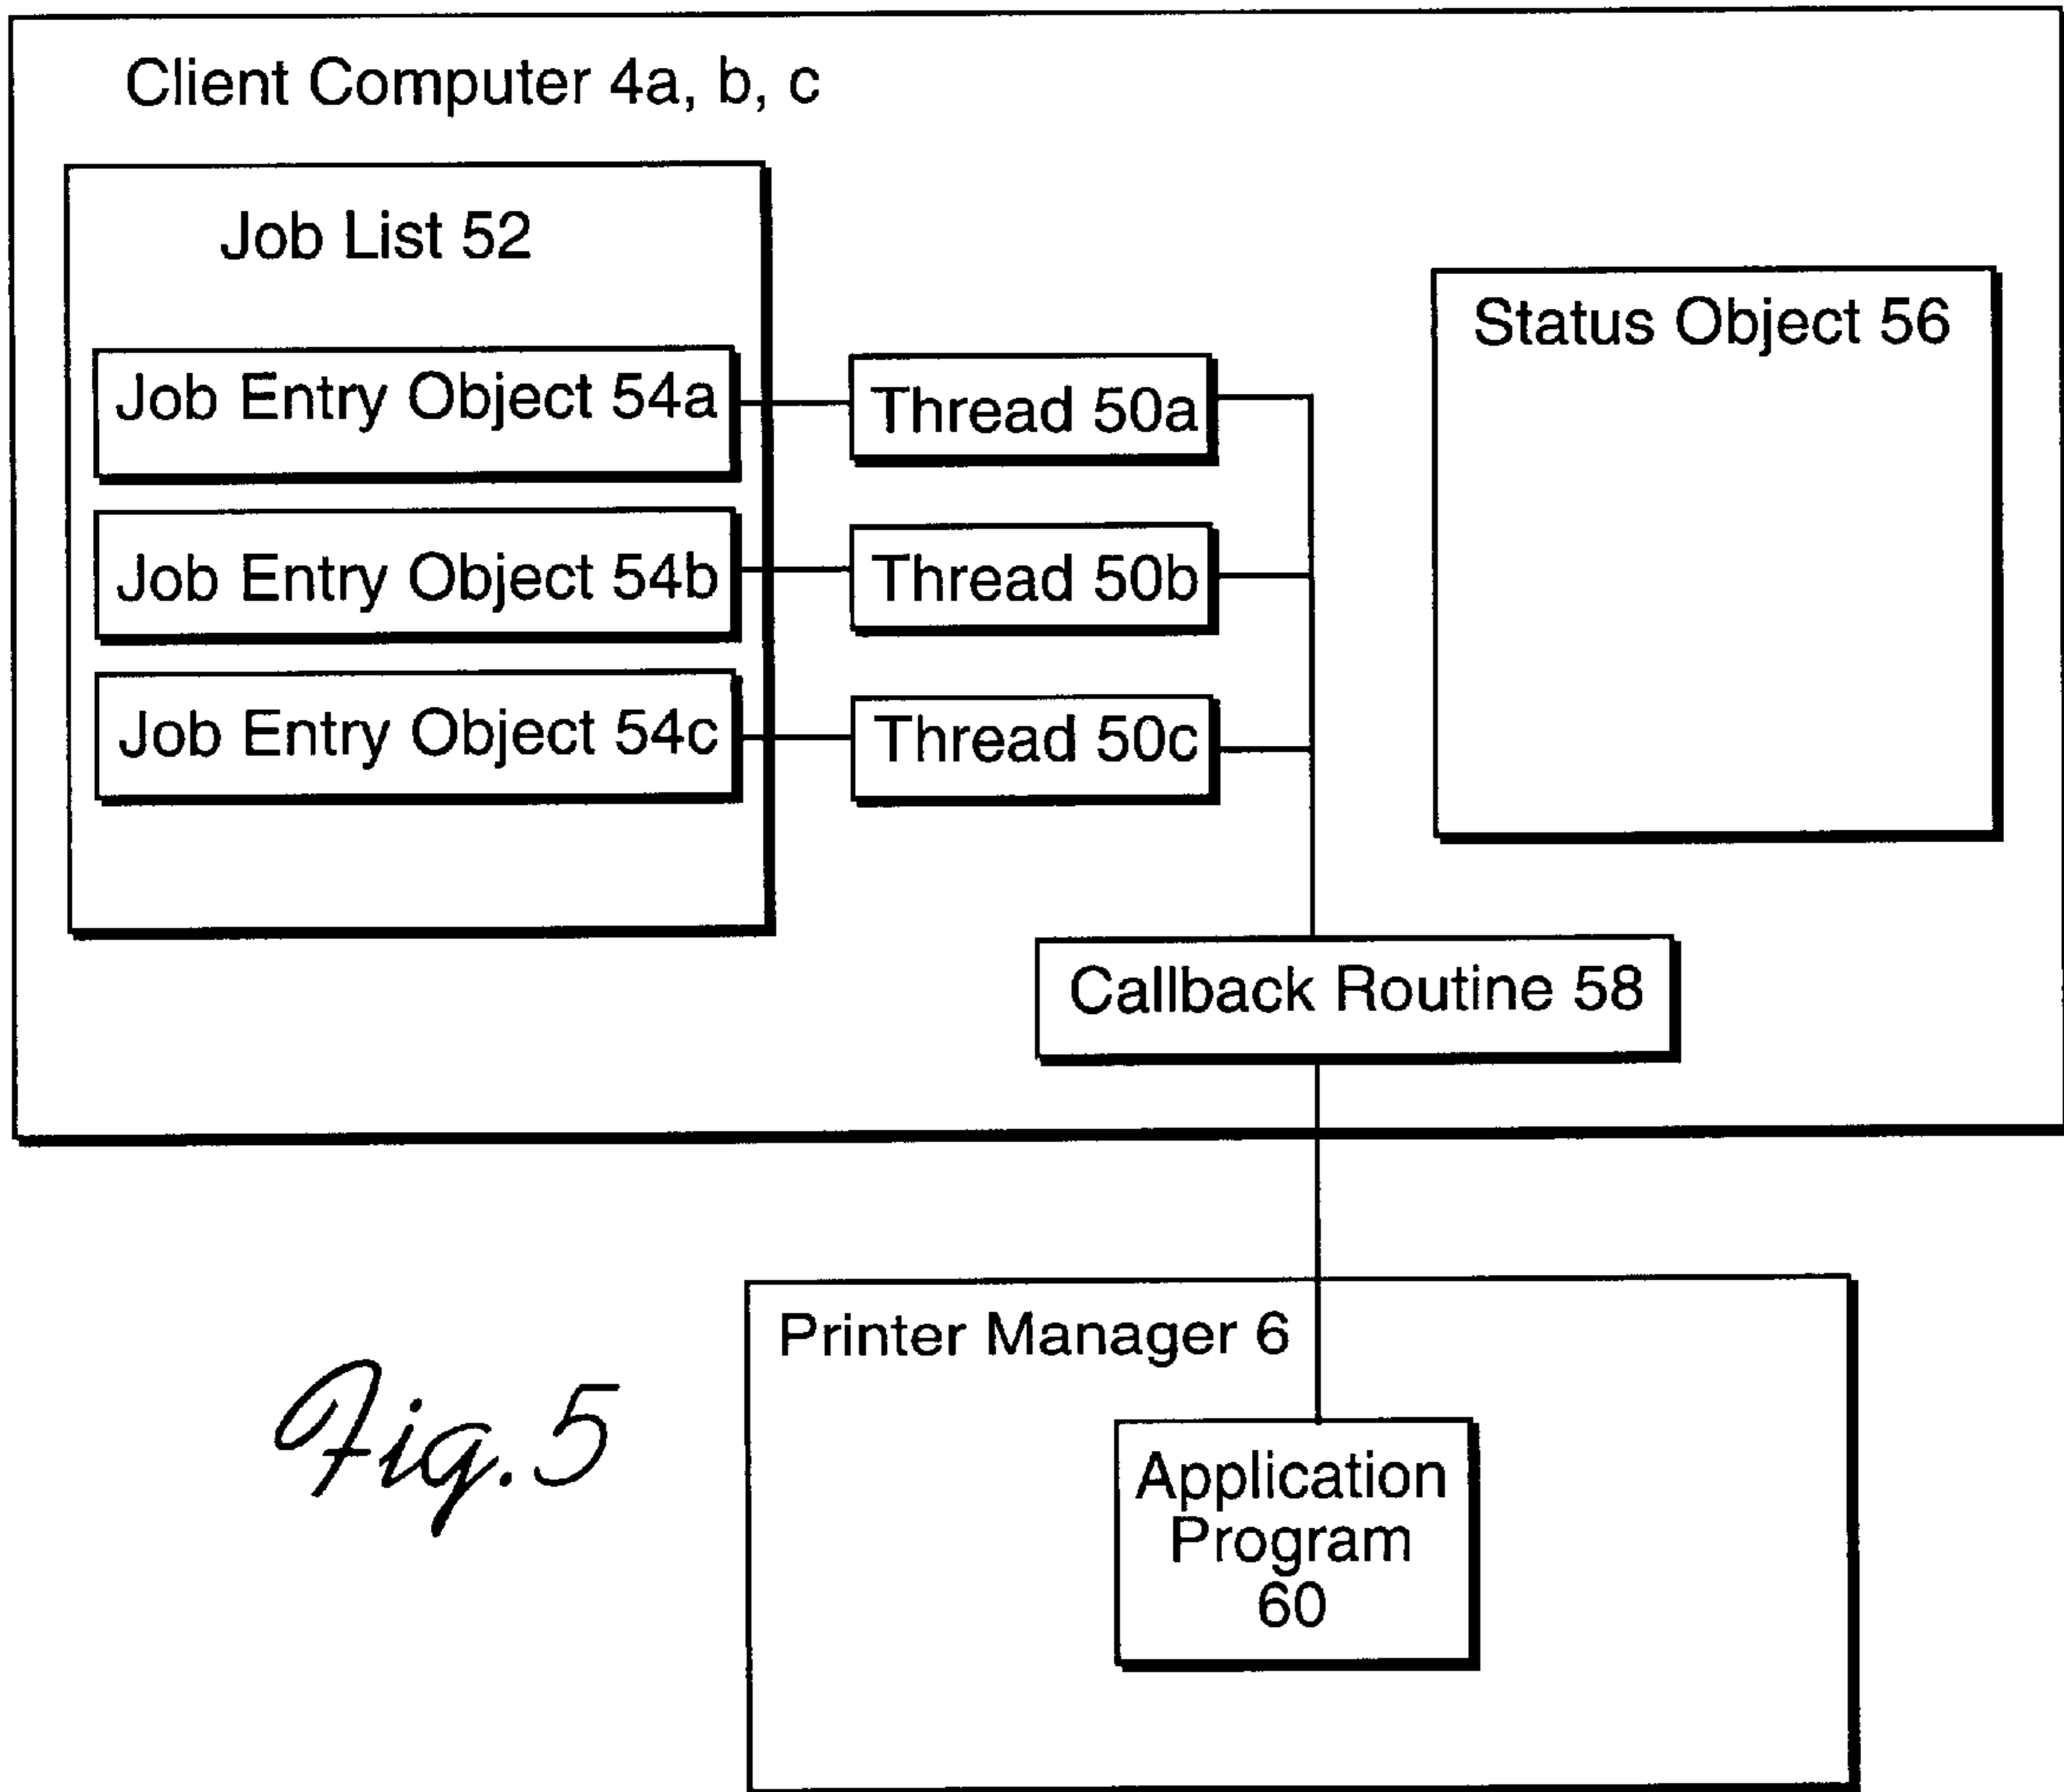 Client Computer 4a, b, c
Job List 52
Status Object 56
Job Entry Object 54a
Thread 50a
Job Entry Object 54b
Thread 50b
Job Entry Object 54c
Thread 50c
Callback Routine 58
Printer Manager 6
Application
Program
60
Fig. 5